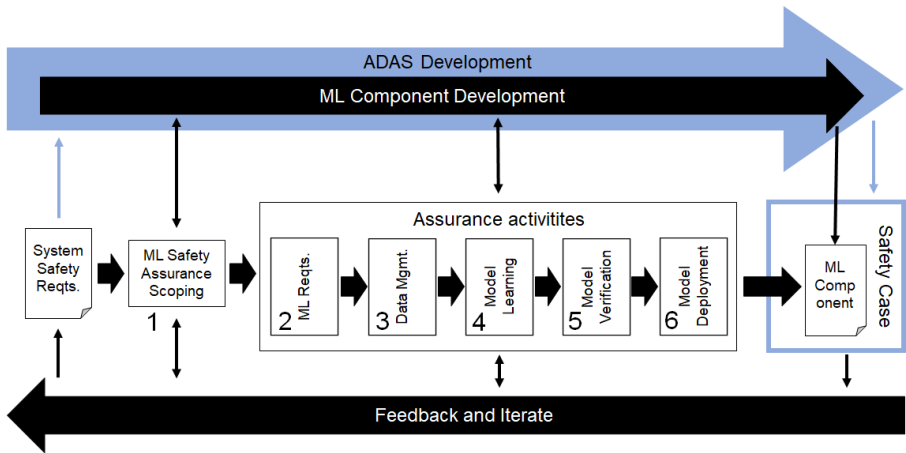 ADAS Development
ML Component Development
Assurance activitites
System
Safety
Reqts.
ML Safety
Assurance
Scoping
1
2
ML Reqts.
3
Data Mgmt.
4
Model
Learning
5
Model
Verification
6
Model
Deployment
ML
Comp
onent
Safety Case
Feedback and Iterate